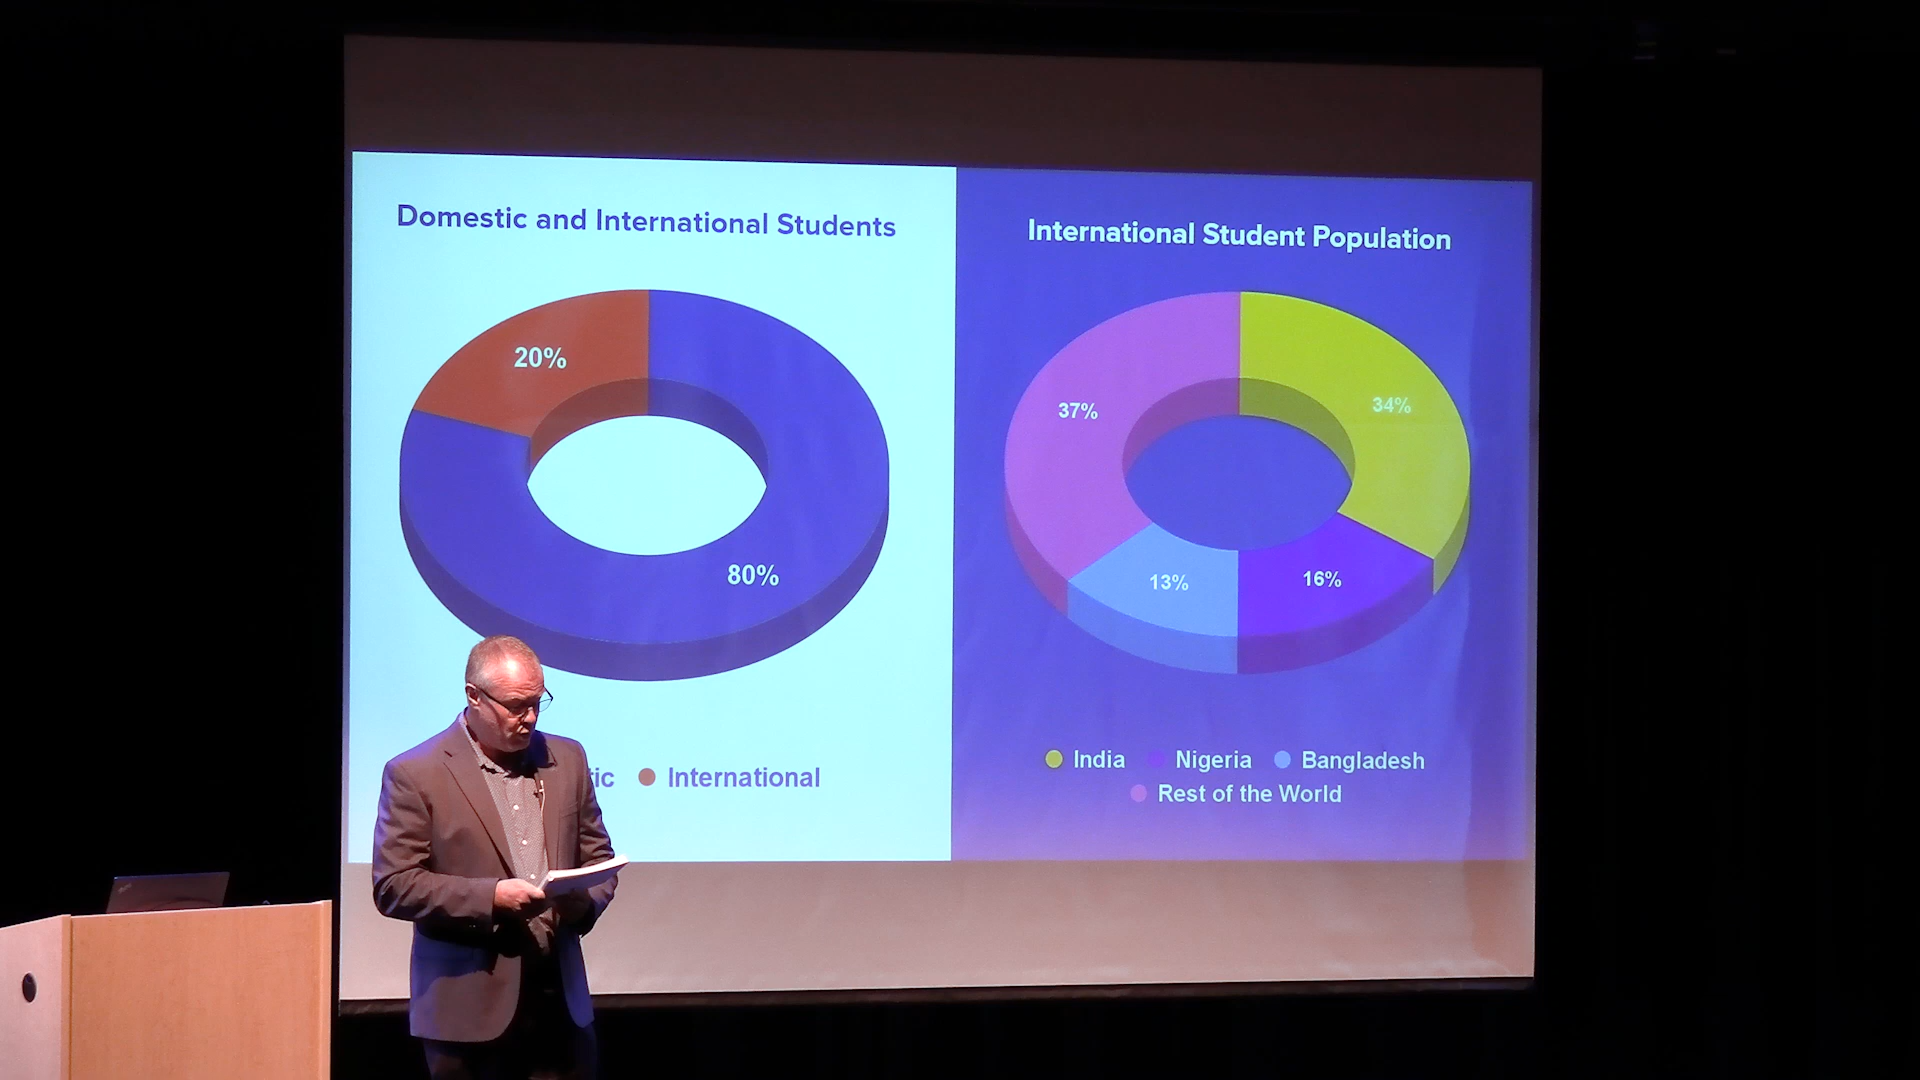 Domestic and International Students
20%
80%
tic International
International Student Population
37%
34%
13%
16%
India Nigeria Bangladesh
Rest of the World